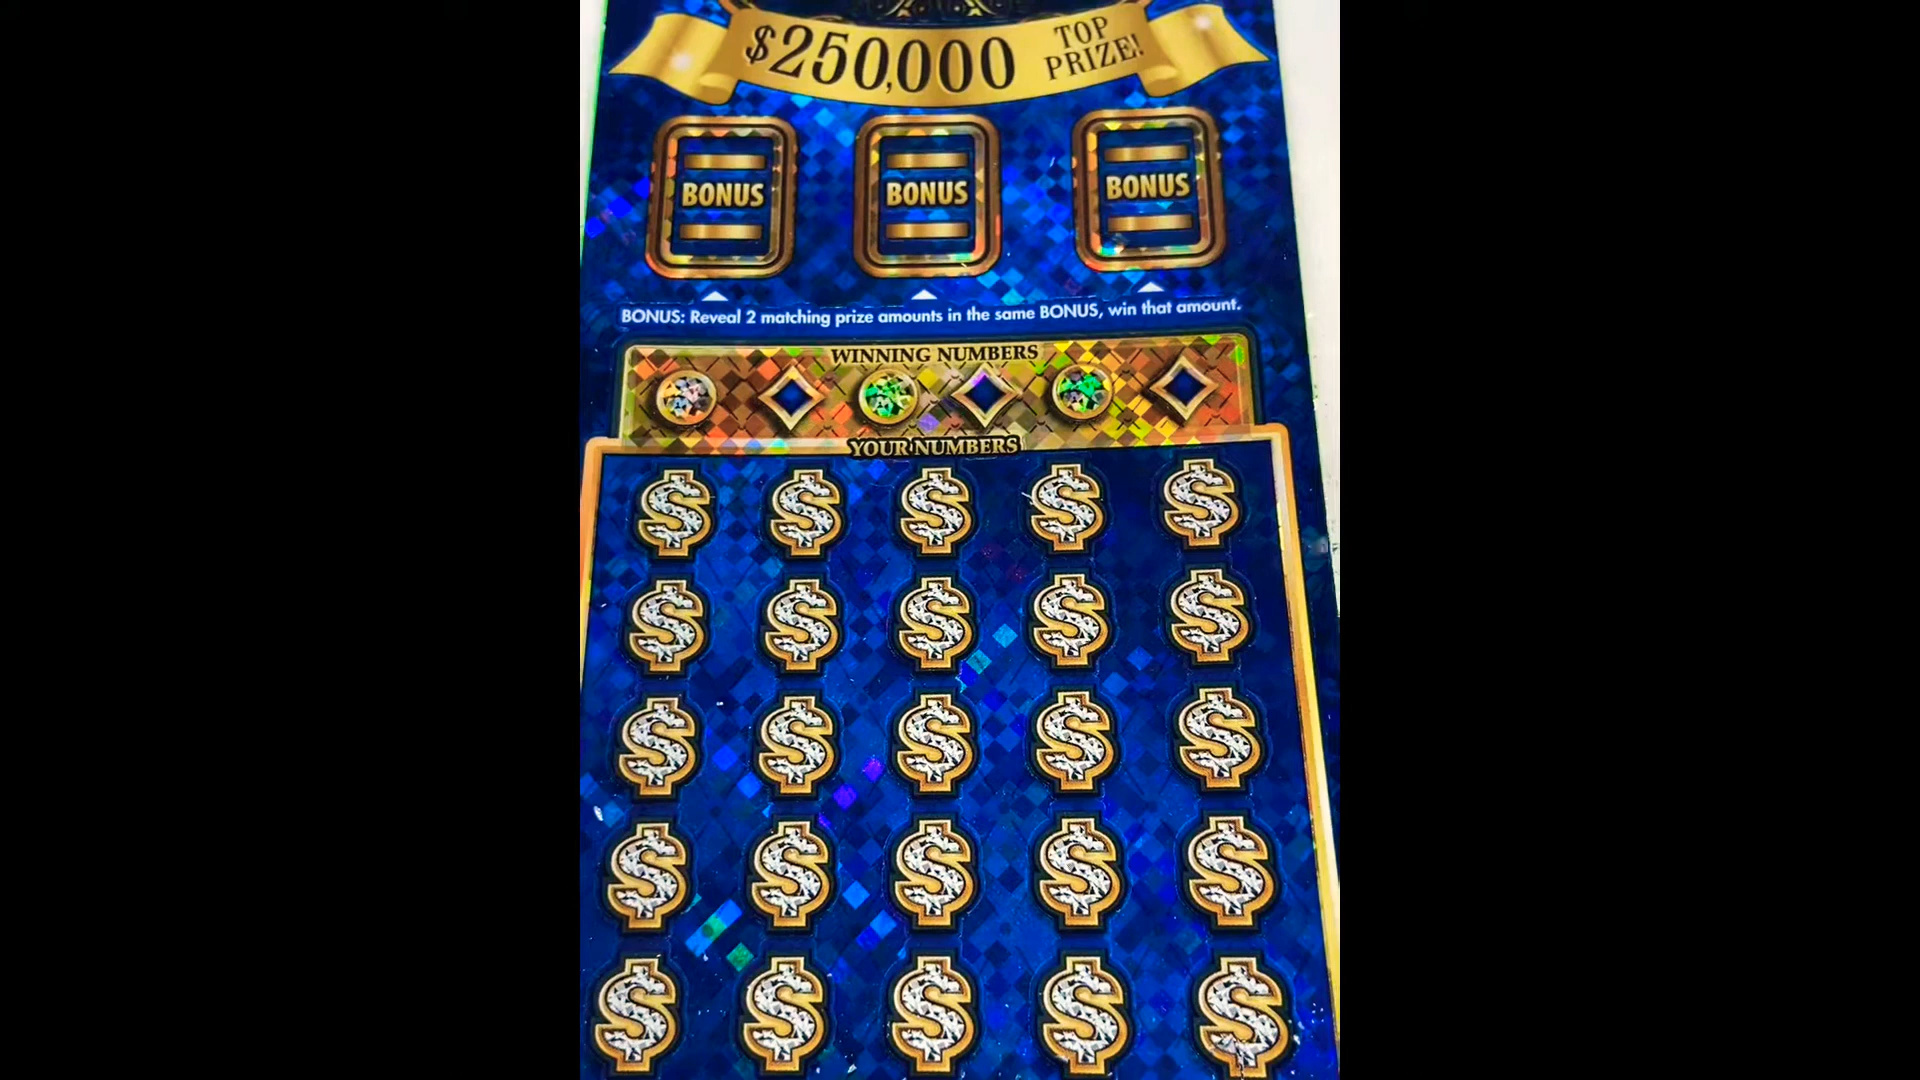 $250,000 TOP PRIZE!
BONUS BONUS BONUS
BONUS: Reveal 2 matching prize amounts in the same BONUS, win that amount.
WINNING NUMBERS
YOUR NUMBERS
$ $ $ $ $
$ $ $ $ $
$ $ $ $ $
$ $ $ $ $
$ $ $ $ $